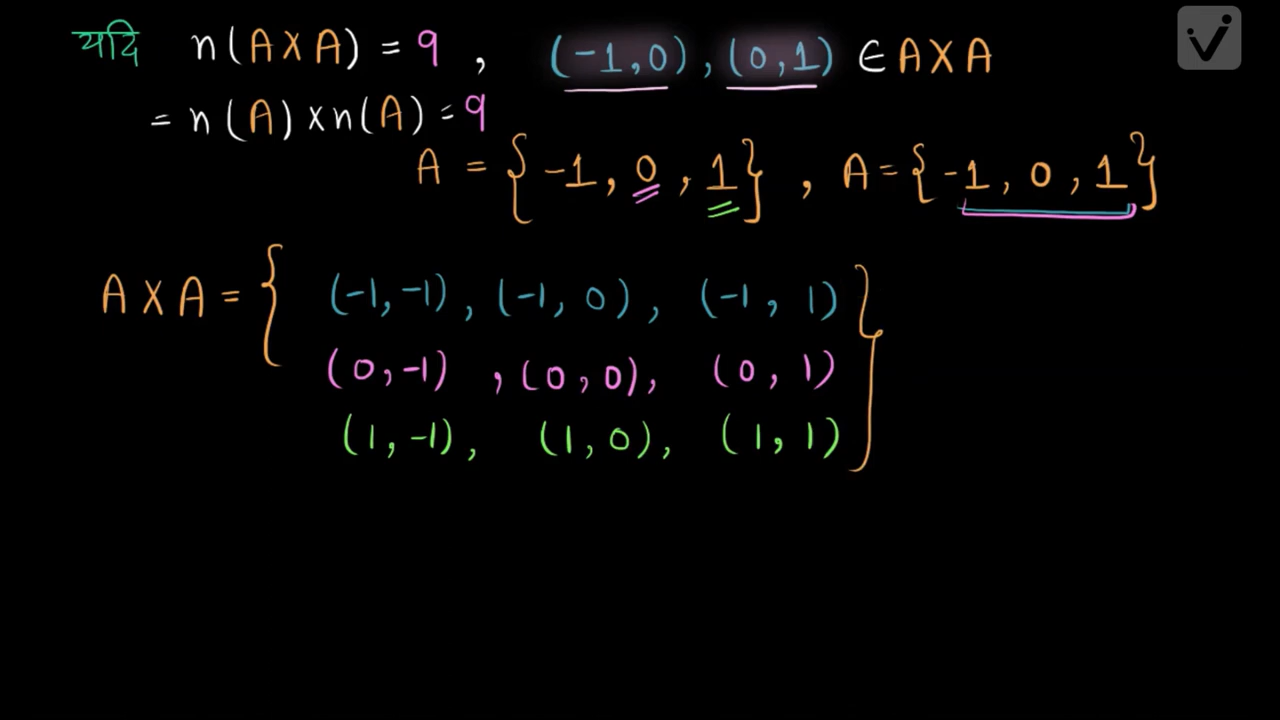 यदि n(A X A) = 9 , (-1,0) , (0,1) ∈ A X A
= n(A) x n(A) = 9
A = {-1, 0, 1} , A = {-1, 0, 1}
A X A = { (-1,-1), (-1, 0), (-1, 1)
(0,-1) , (0,0), (0, 1)
(1,-1), (1,0), (1,1) }